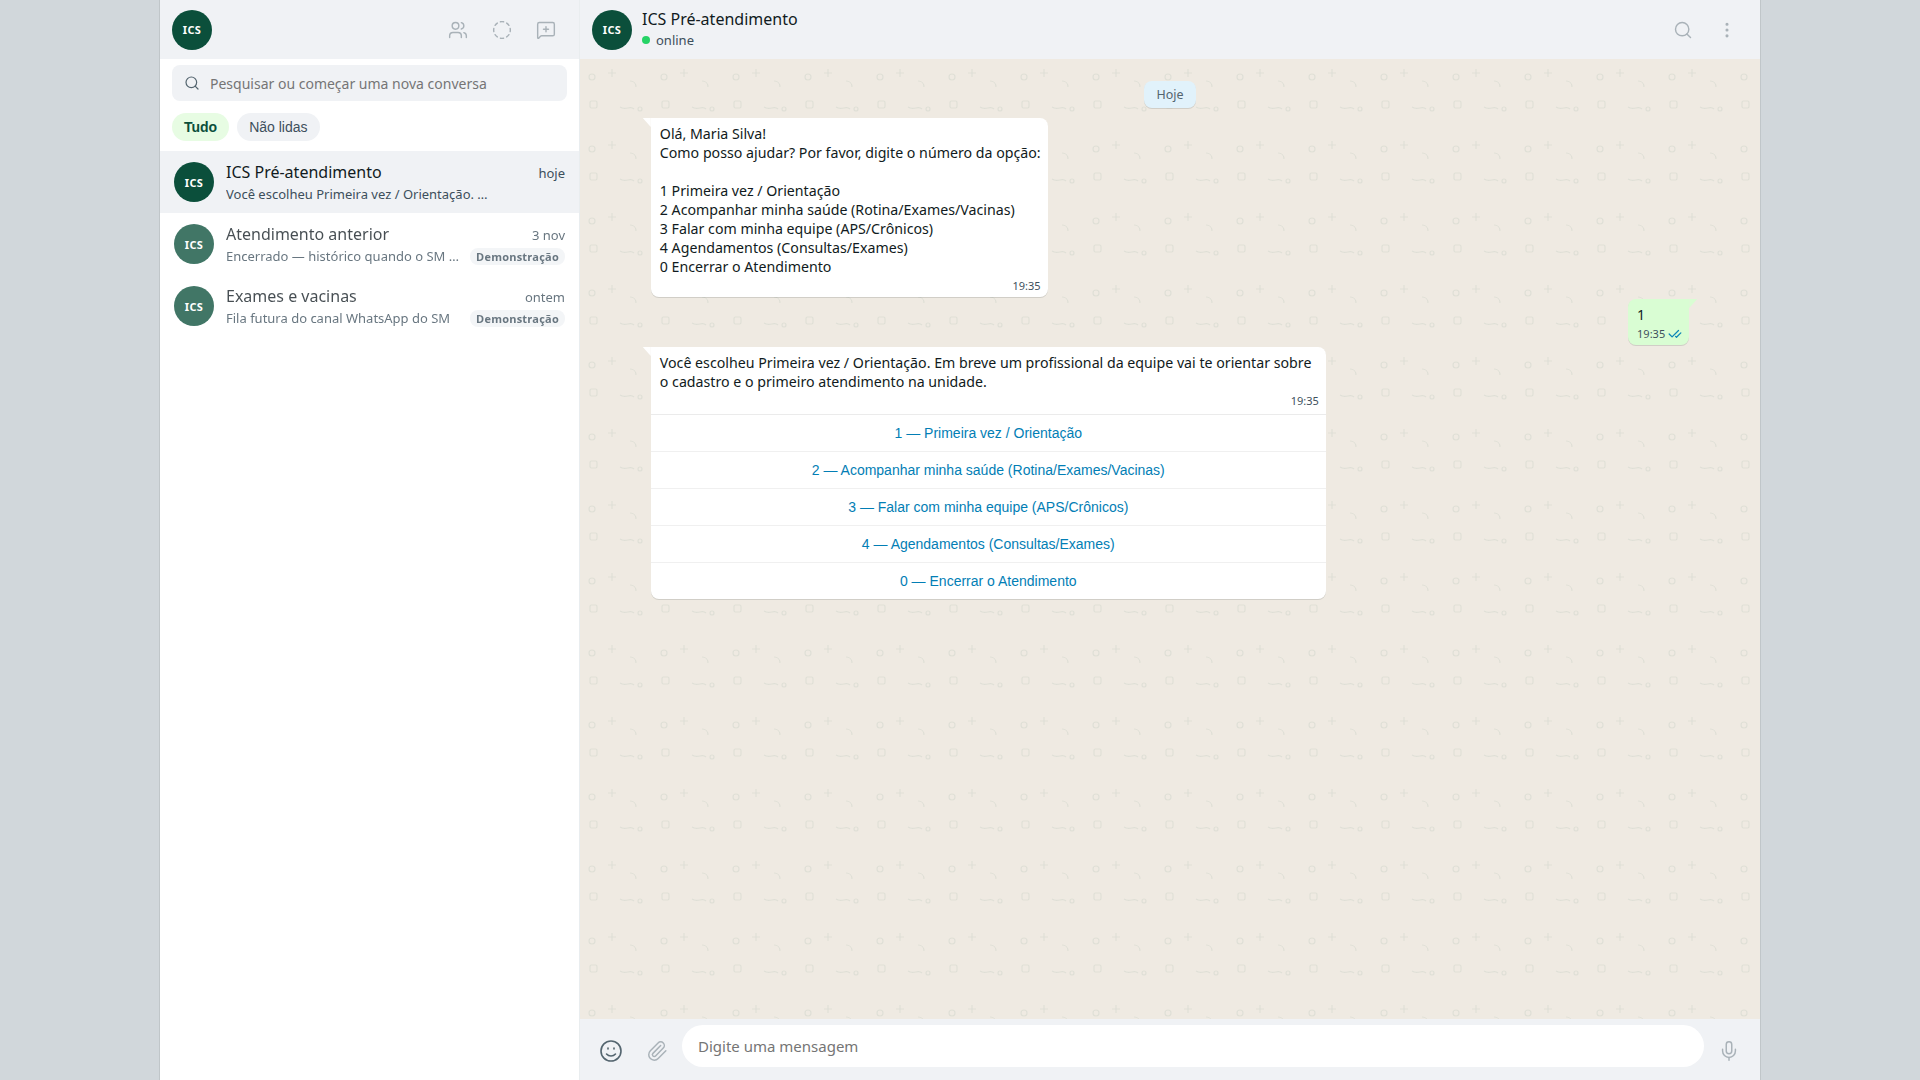 ICS
Pesquisar ou começar uma nova conversa
Tudo
Não lidas
ICS
ICS Pré-atendimento
hoje
Você escolheu Primeira vez / Orientação. ...
ICS
Atendimento anterior
3 nov
Encerrado — histórico quando o SM ...
Demonstração
ICS
Exames e vacinas
ontem
Fila futura do canal WhatsApp do SM
Demonstração
ICS
ICS Pré-atendimento
online
Hoje
Olá, Maria Silva!
Como posso ajudar? Por favor, digite o número da opção:
1 Primeira vez / Orientação
2 Acompanhar minha saúde (Rotina/Exames/Vacinas)
3 Falar com minha equipe (APS/Crônicos)
4 Agendamentos (Consultas/Exames)
0 Encerrar o Atendimento
19:35
1
19:35
Você escolheu Primeira vez / Orientação. Em breve um profissional da equipe vai te orientar sobre
o cadastro e o primeiro atendimento na unidade.
19:35
1 — Primeira vez / Orientação
2 — Acompanhar minha saúde (Rotina/Exames/Vacinas)
3 — Falar com minha equipe (APS/Crônicos)
4 — Agendamentos (Consultas/Exames)
0 — Encerrar o Atendimento
Digite uma mensagem